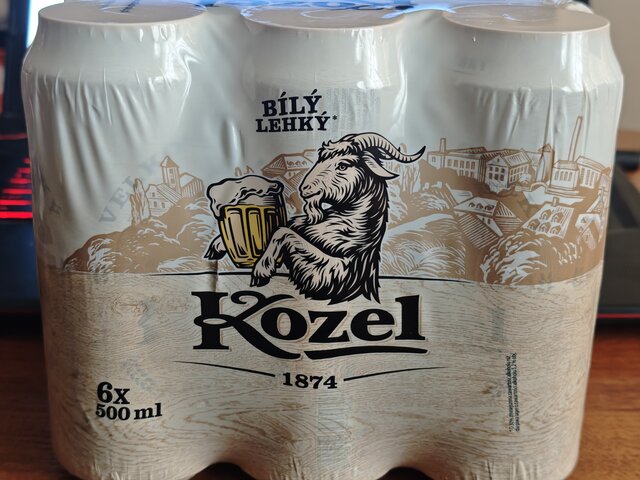 BÍLÝ
LEHKÝ*
Kozel
1874
6x
500 ml